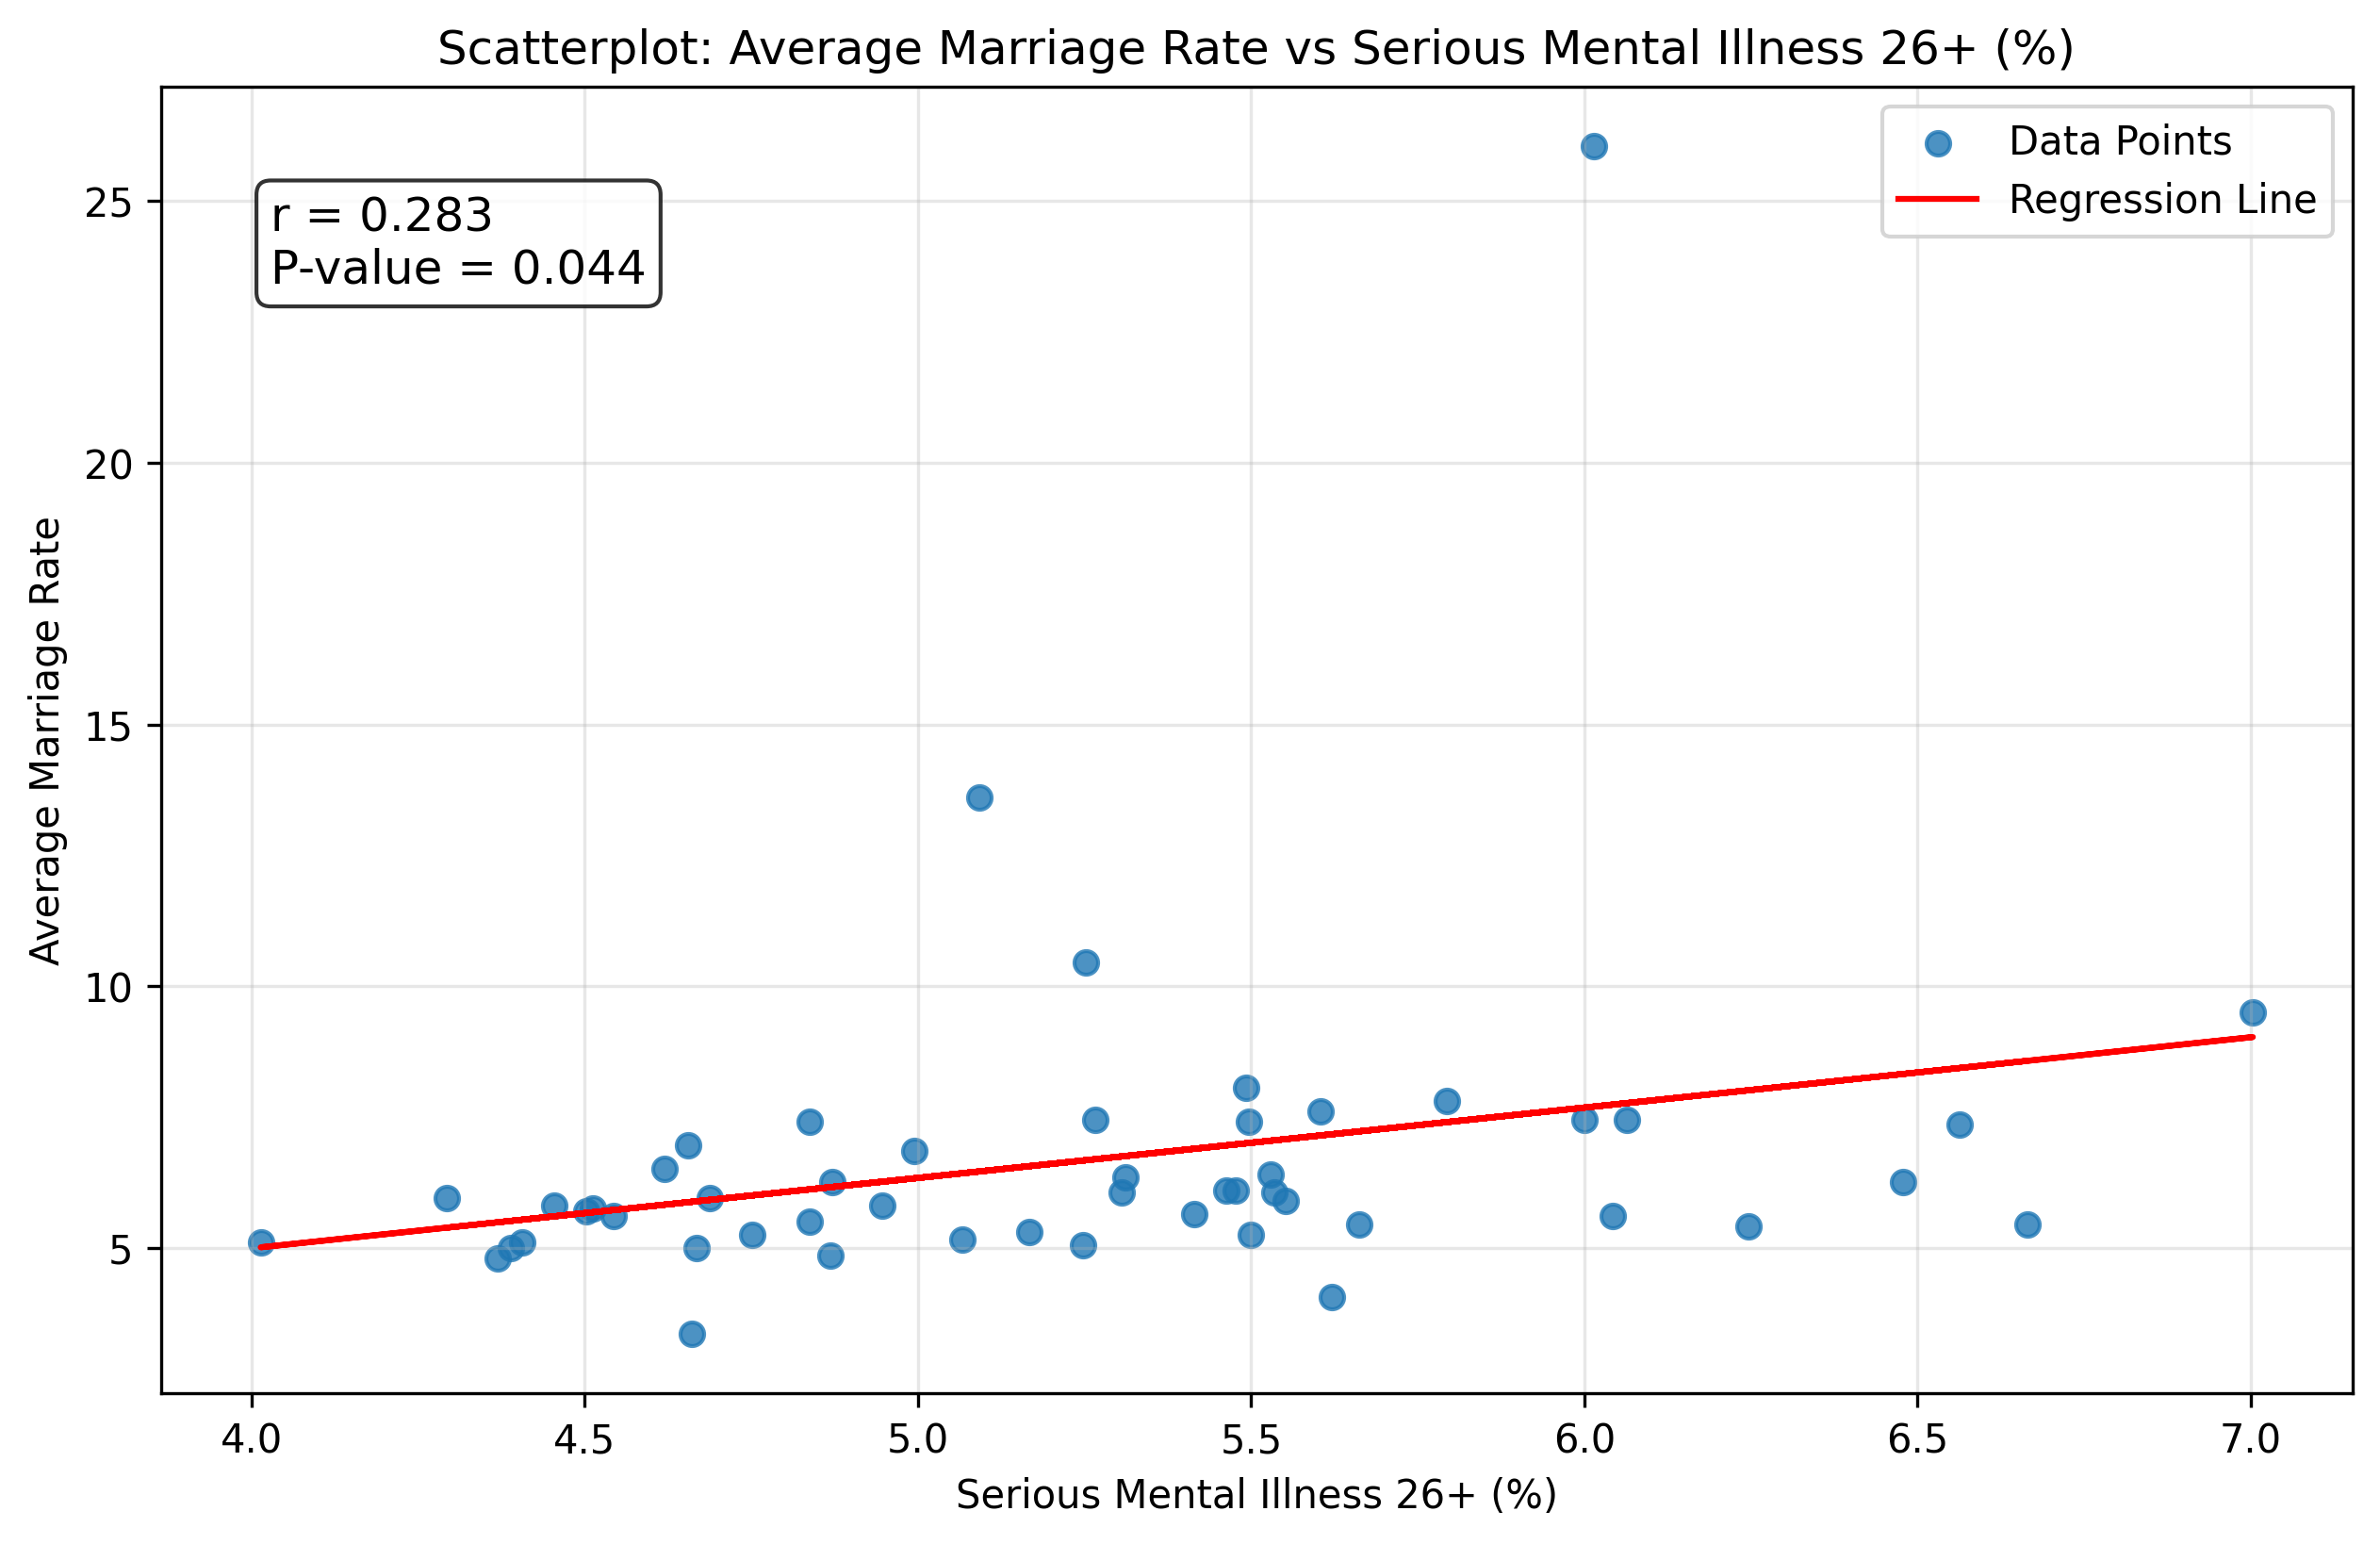 Scatterplot: Average Marriage Rate vs Serious Mental Illness 26+ (%)
Data Points
Regression Line
r = 0.283
P-value = 0.044
Average Marriage Rate
25
20
15
10
5
4.0 4.5 5.0 5.5 6.0 6.5 7.0
Serious Mental Illness 26+ (%)